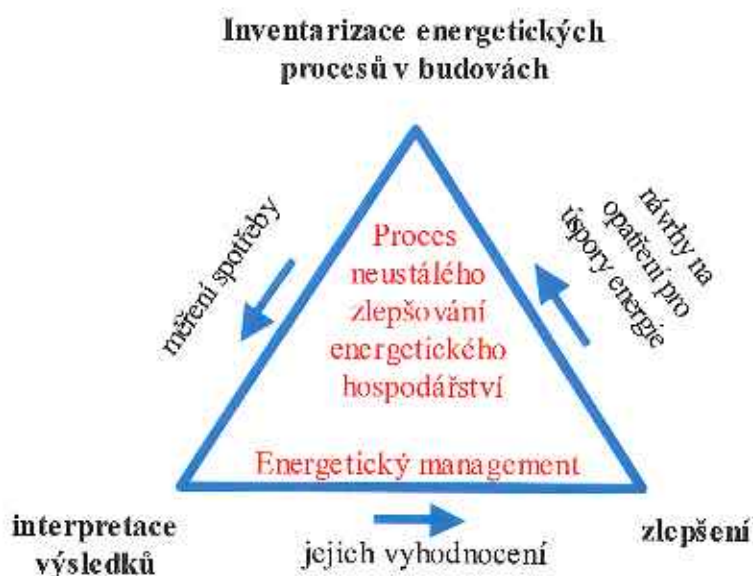 Inventarizace energetických
procesů v budovách
měření spotřeby
návrhy na
opatření pro
úspory energie
Proces
neustálého
zlepšování
energetického
hospodářství
Energetický management
interpretace
výsledků
jejich vyhodnocení
zlepšení